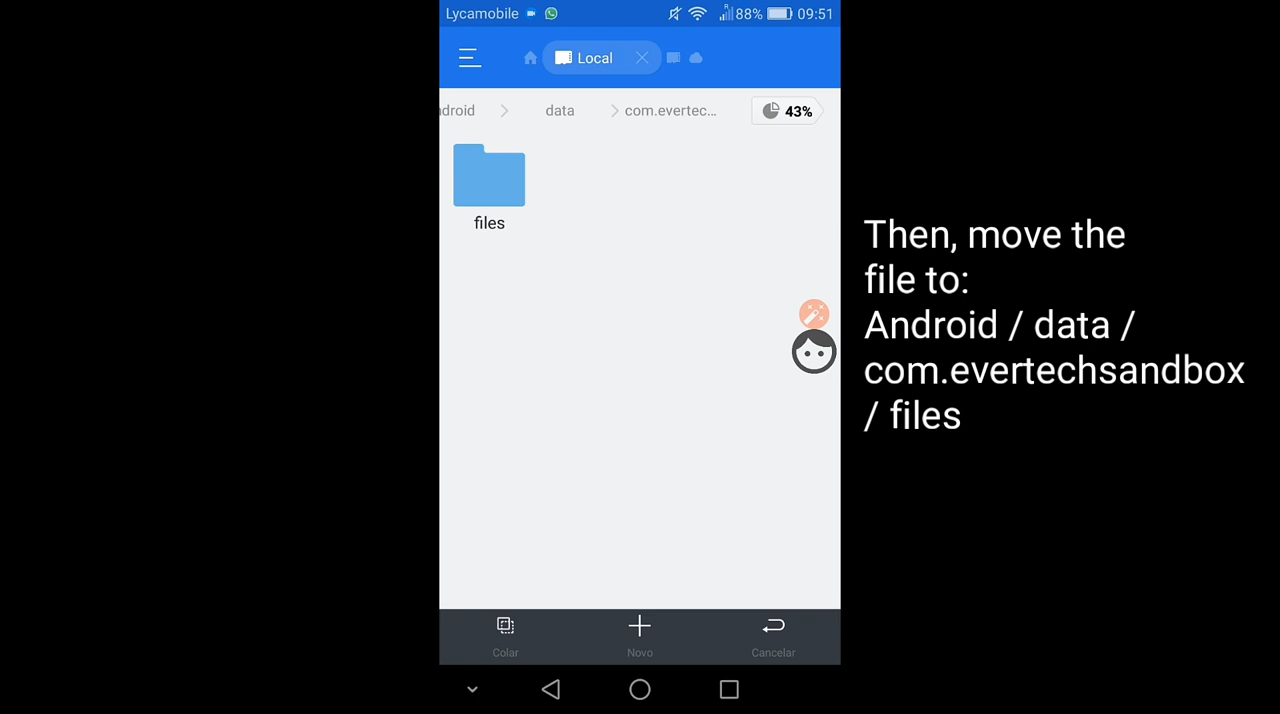 Lycamobile 88% 09:51
Local
ndroid data com.evertec... 43%
files
Colar Novo Cancelar
Then, move the
file to:
Android / data /
com.evertechsandbox
/ files